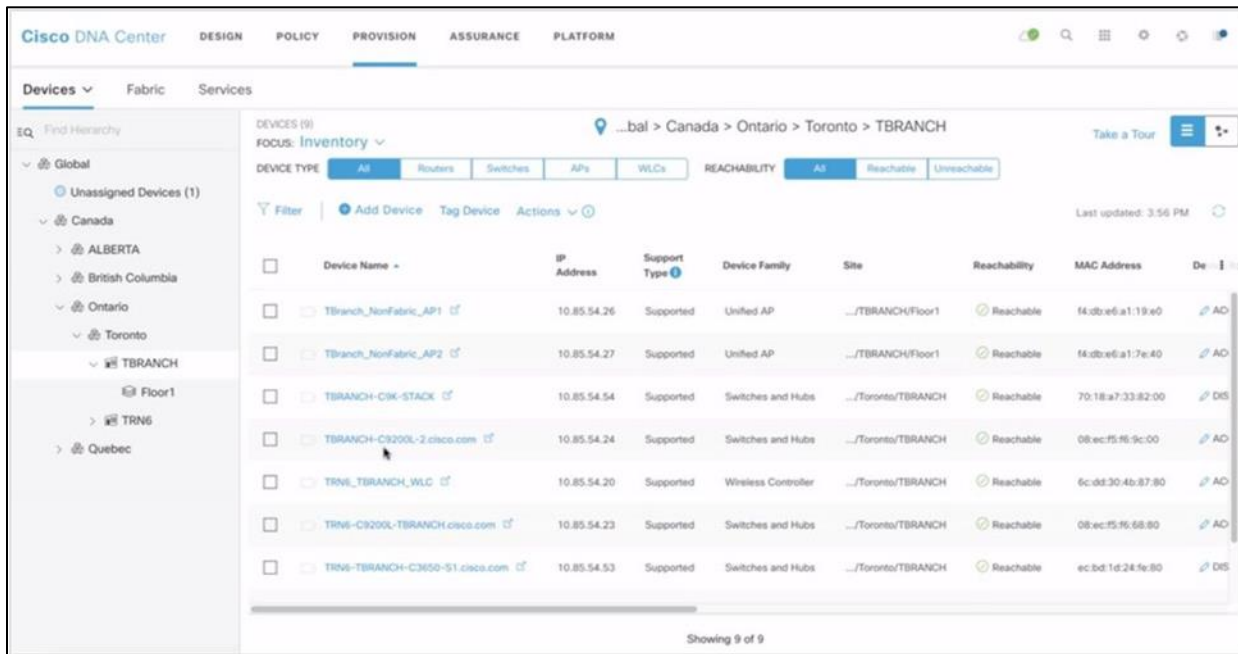 Cisco DNA Center DESIGN POLICY PROVISION ASSURANCE PLATFORM
Devices Fabric Services
Find Hierarchy
Global
Unassigned Devices (1)
Canada
ALBERTA
British Columbia
Ontario
Toronto
TBRANCH
Floor1
TRN6
Quebec
DEVICES (9)
FOCUS: Inventory
...bal > Canada > Ontario > Toronto > TBRANCH
Take a Tour
DEVICE TYPE All Routers Switches APs WLCs REACHABILITY All Reachable Unreachable
Filter Add Device Tag Device Actions Last updated: 3:56 PM
Device Name IP Address Support Type Device Family Site Reachability MAC Address De
TBranch_NonFabric_AP1 10.85.54.26 Supported Unified AP .../TBRANCH/Floor1 Reachable f4:db:e6:a1:19:e0 AC
TBranch_NonFabric_AP2 10.85.54.27 Supported Unified AP .../TBRANCH/Floor1 Reachable f4:db:e6:a1:7e:40 AC
TBRANCH-C9K-STACK 10.85.54.54 Supported Switches and Hubs .../Toronto/TBRANCH Reachable 70:18:a7:33:82:00 DIS
TBRANCH-C9200L-2.cisco.com 10.85.54.24 Supported Switches and Hubs .../Toronto/TBRANCH Reachable 08:ec:f5:f6:9c:00 AC
TRN6_TBRANCH_WLC 10.85.54.20 Supported Wireless Controller .../Toronto/TBRANCH Reachable 6c:dd:30:4b:87:80 AC
TRN6-C9200L-TBRANCH.cisco.com 10.85.54.23 Supported Switches and Hubs .../Toronto/TBRANCH Reachable 08:ec:f5:f6:68:80 AC
TRN6-TBRANCH-C3650-S1.cisco.com 10.85.54.53 Supported Switches and Hubs .../Toronto/TBRANCH Reachable ec:bd:1d:24:fe:80 DIS
Showing 9 of 9